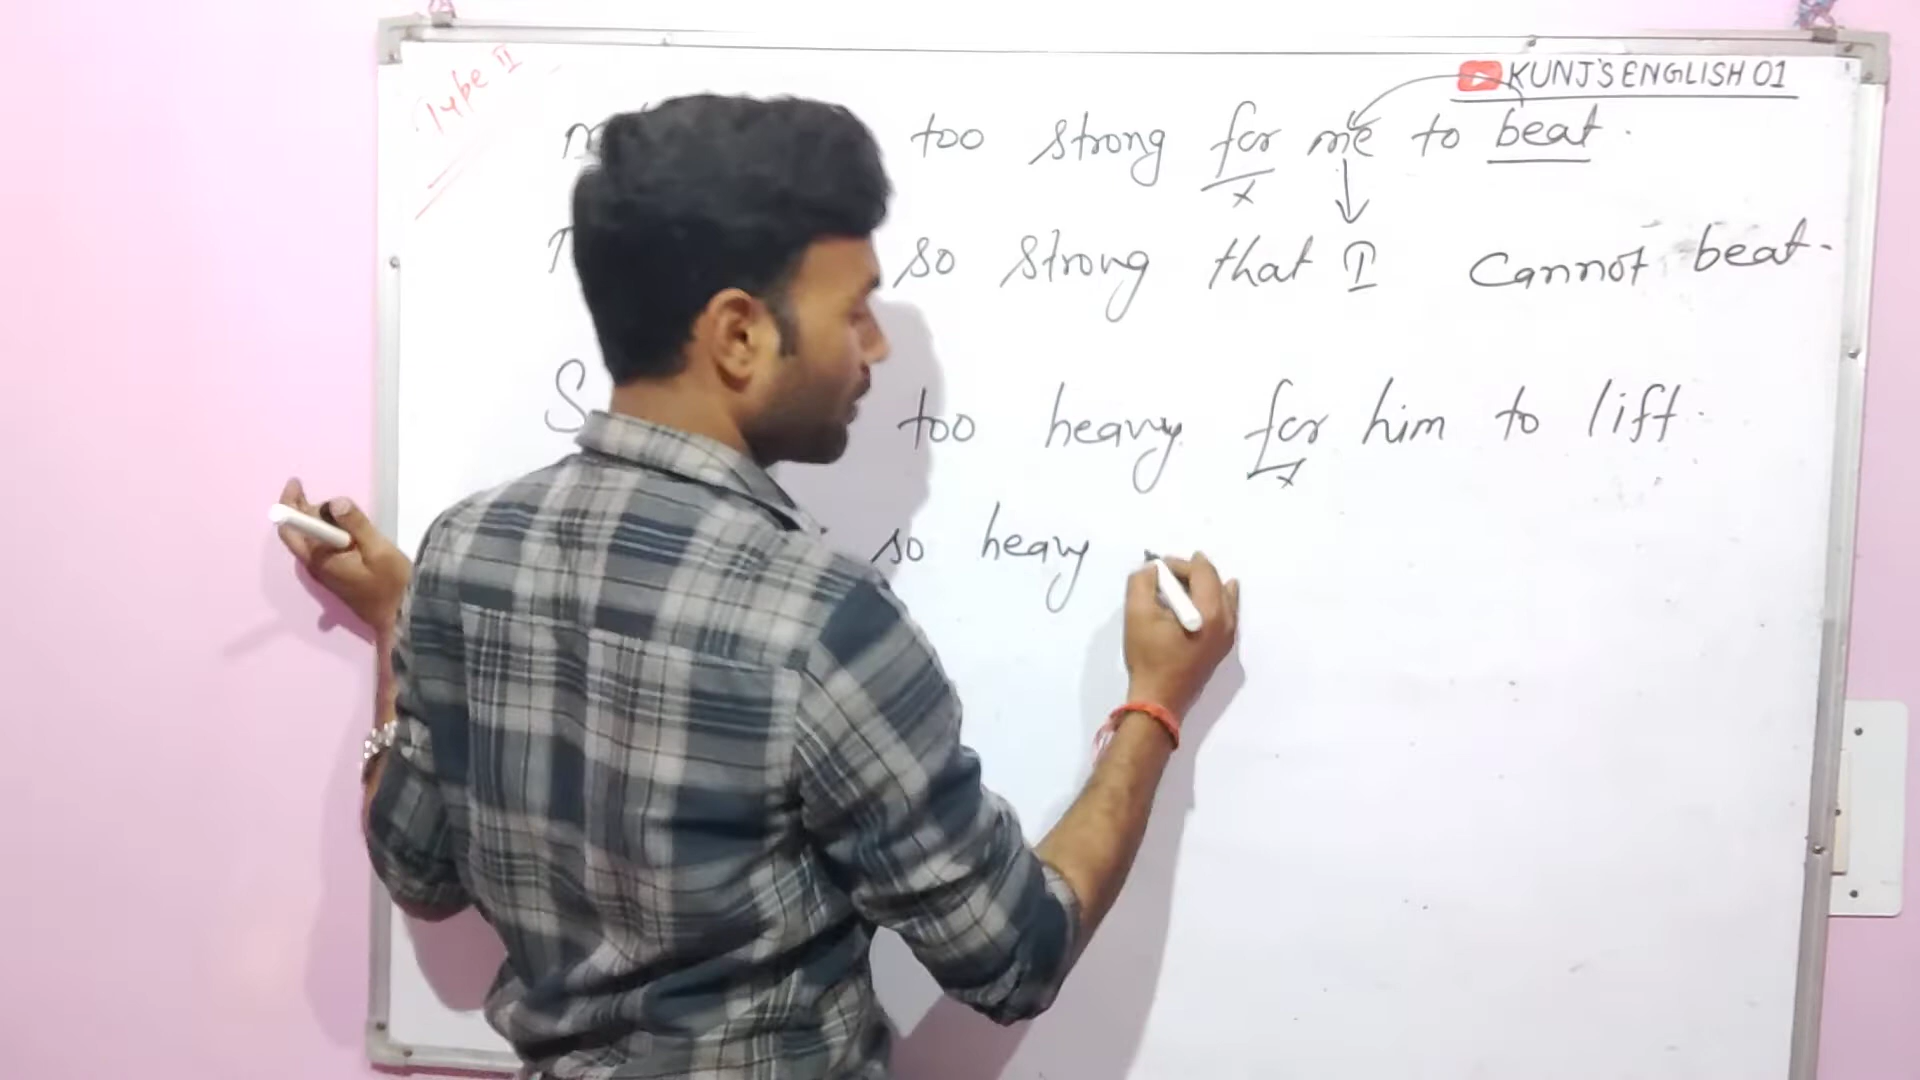 Type II
KUNJ'S ENGLISH 01
too strong for me to beat.
so strong that I cannot beat.
too heavy for him to lift.
so heavy